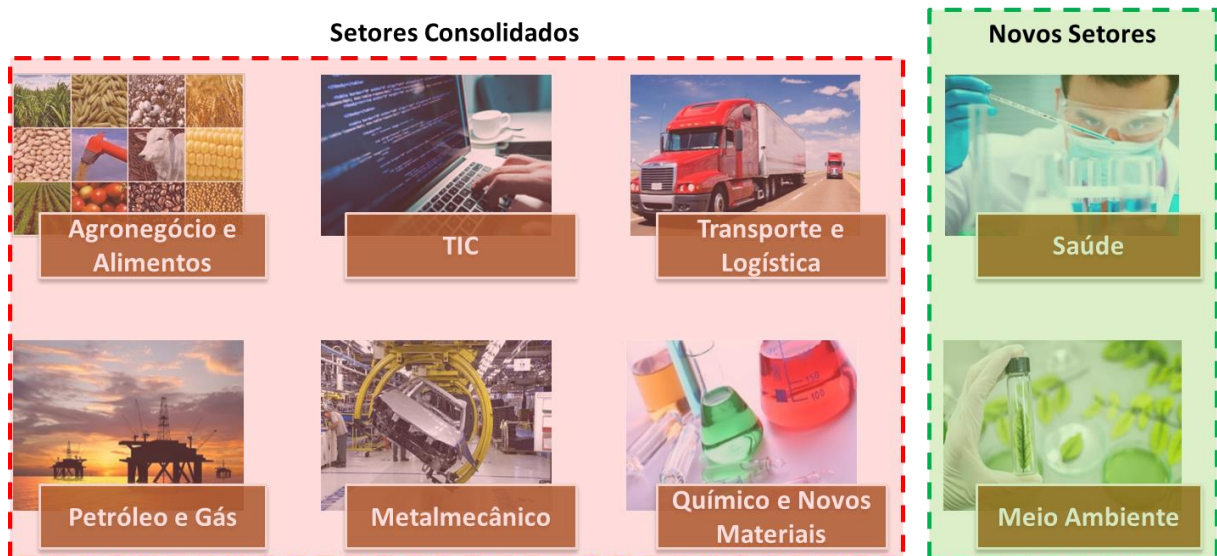 Setores Consolidados
Novos Setores
Agronegócio e
Alimentos
TIC
Transporte e
Logística
Saúde
Petróleo e Gás
Metalmecânico
Químico e Novos
Materiais
Meio Ambiente